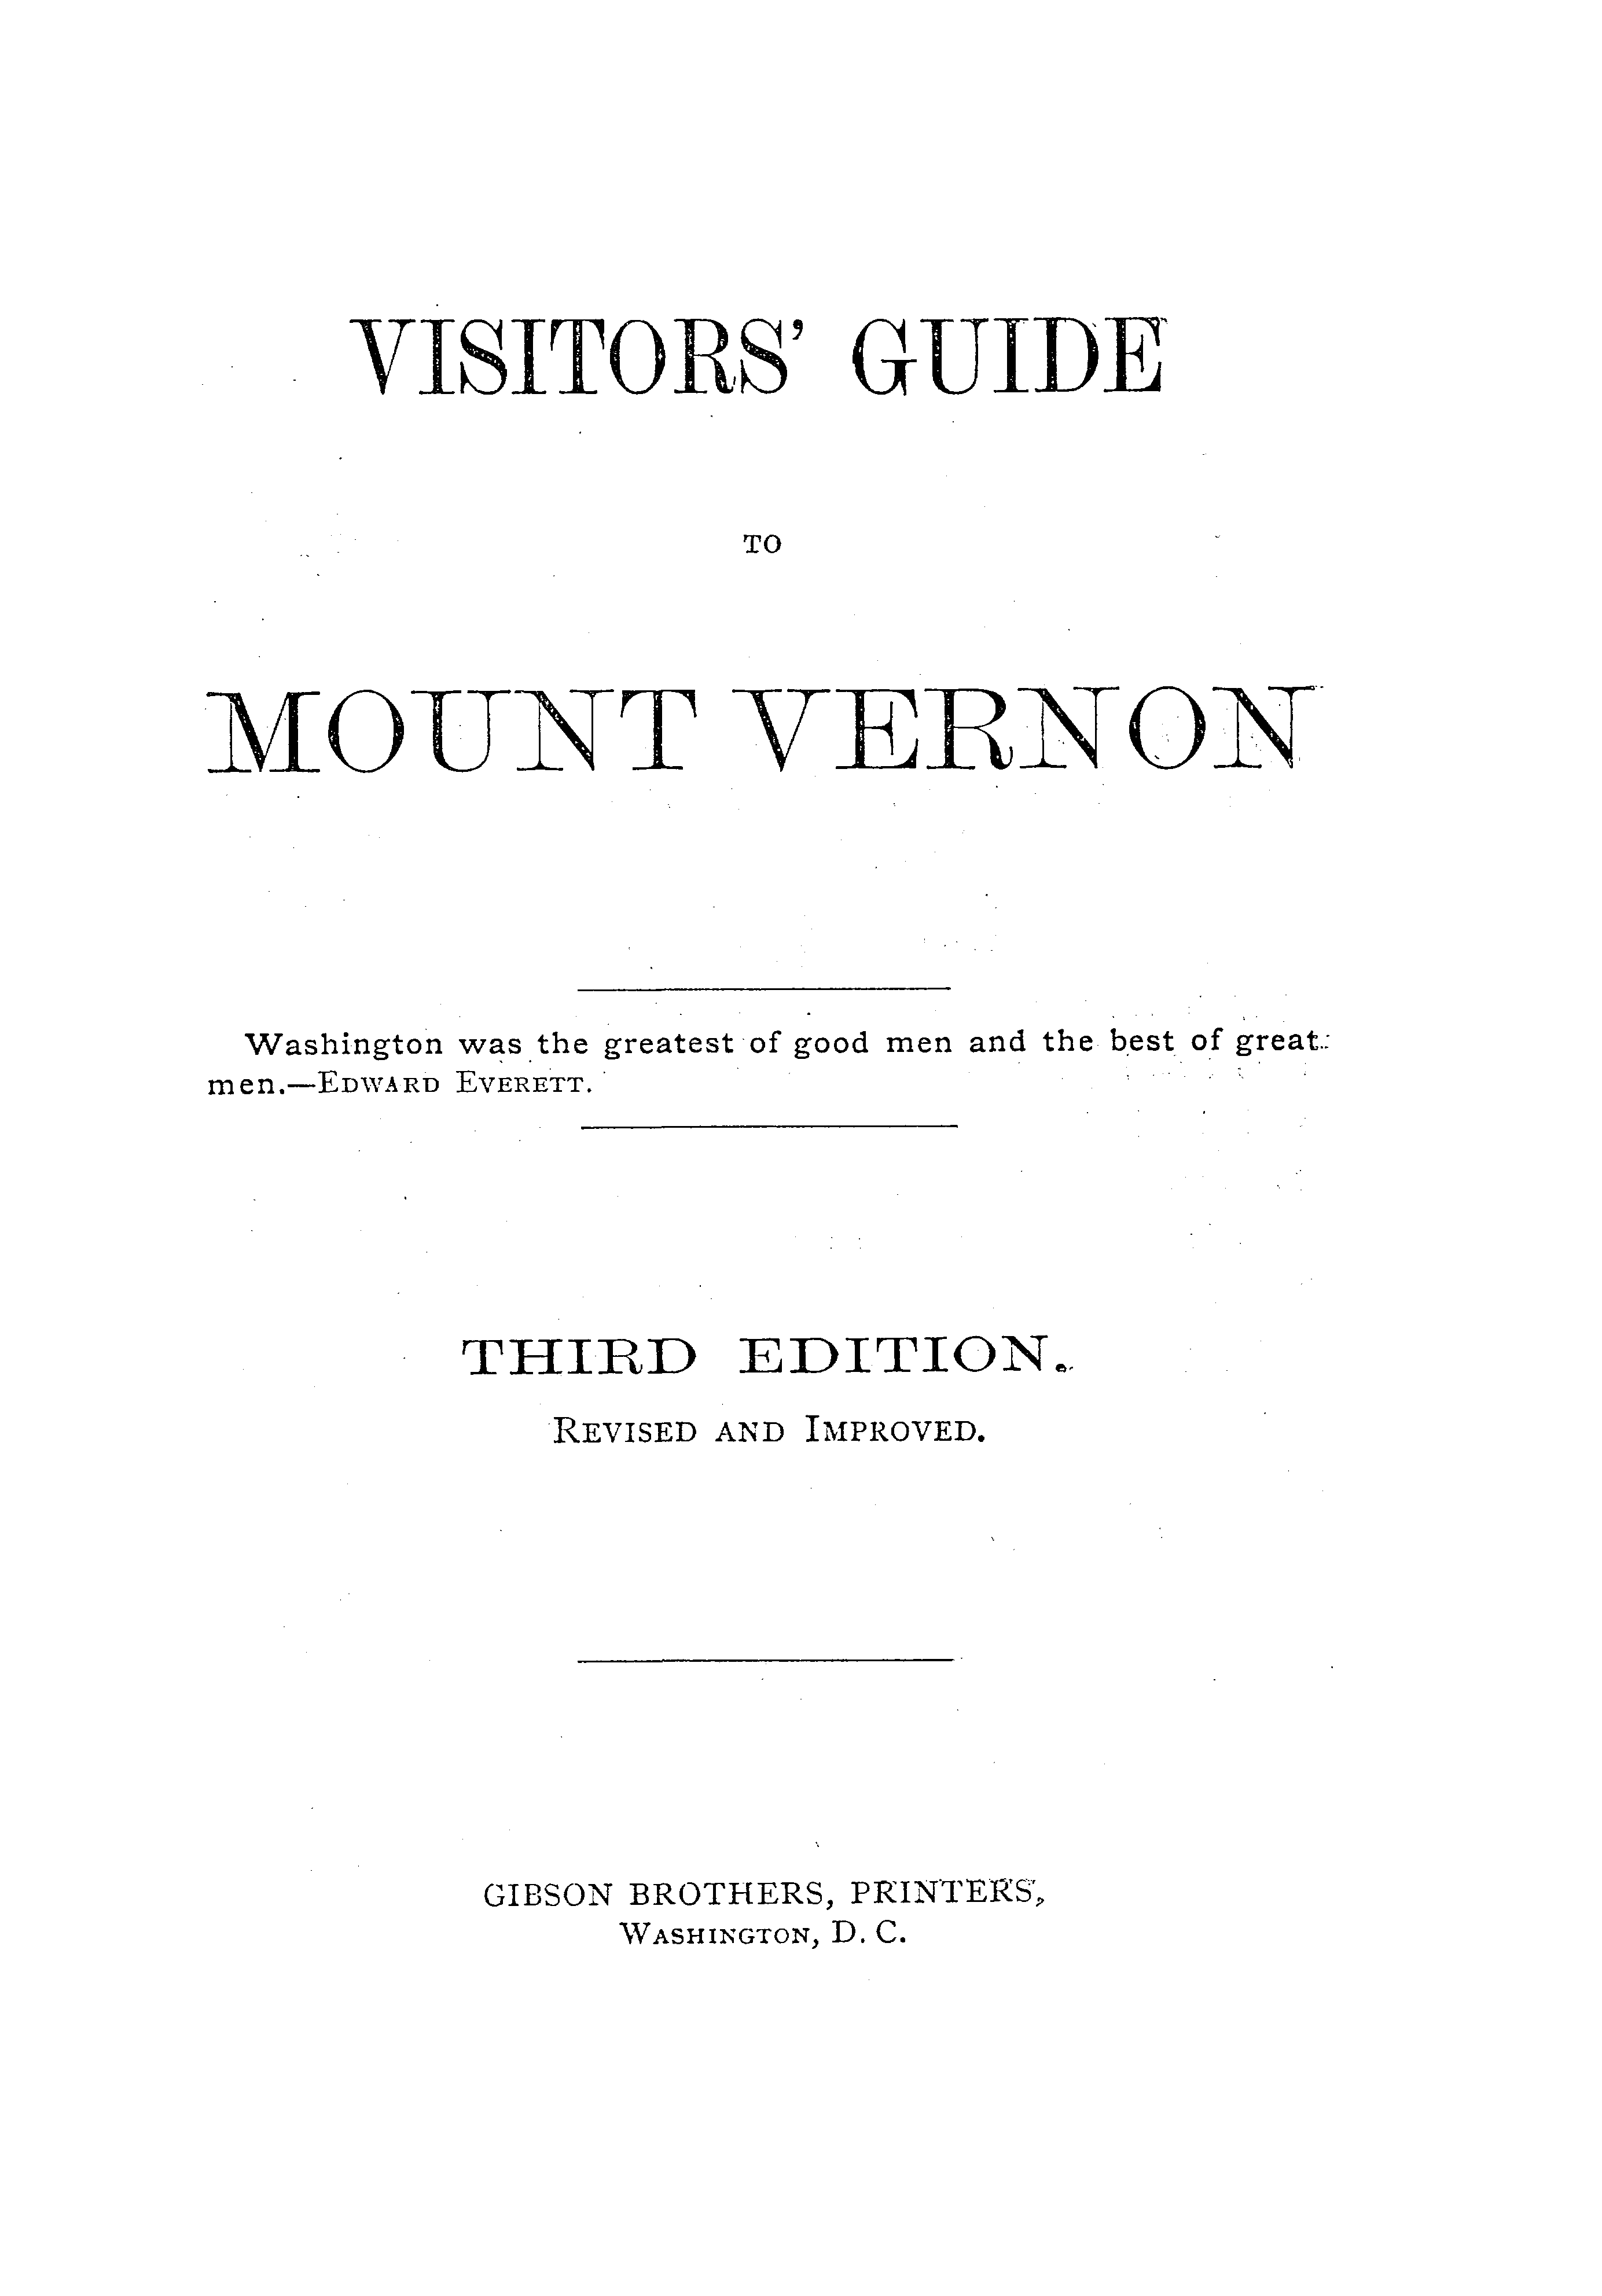 VISITORS' GUIDE
TO
MOUNT VERNON
Washington was the greatest of good men and the best of great
men.—EDWARD EVERETT.
THIRD EDITION.
REVISED AND IMPROVED.
GIBSON BROTHERS, PRINTERS,
WASHINGTON, D. C.